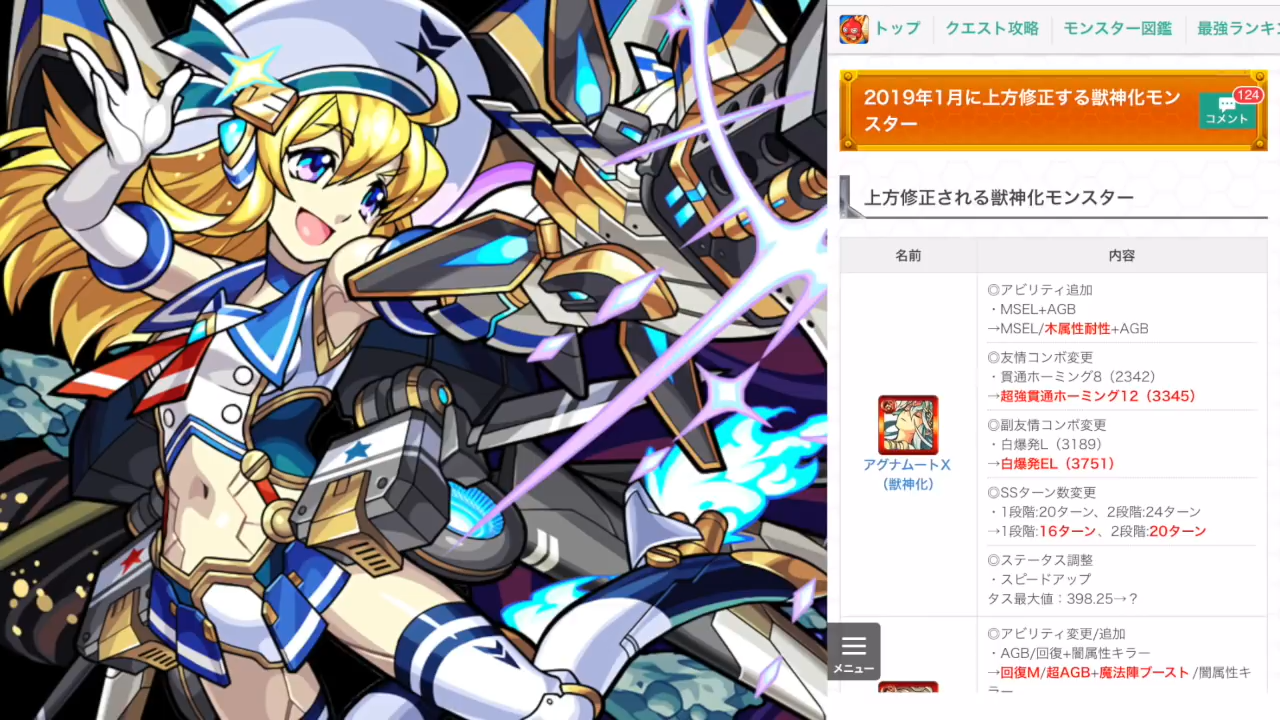 トップ
クエスト攻略
モンスター図鑑
最強ランキ
2019年1月に上方修正する獣神化モン
スター
124
コメント
上方修正される獣神化モンスター
名前
内容
◎アビリティ追加
・MSEL+AGB
→MSEL/木属性耐性+AGB
◎友情コンボ変更
・貫通ホーミング8（2342）
→超強貫通ホーミング12（3345）
◎副友情コンボ変更
・白爆発L（3189）
→白爆発EL（3751）
アグナムートX
（獣神化）
◎SSターン数変更
・1段階:20ターン、2段階:24ターン
→1段階:16ターン、2段階:20ターン
◎ステータス調整
・スピードアップ
タス最大値：398.25→？
◎アビリティ変更/追加
・AGB/回復+闇属性キラー
→回復M/超AGB+魔法陣ブースト/闇属性キ
ラー
メニュー